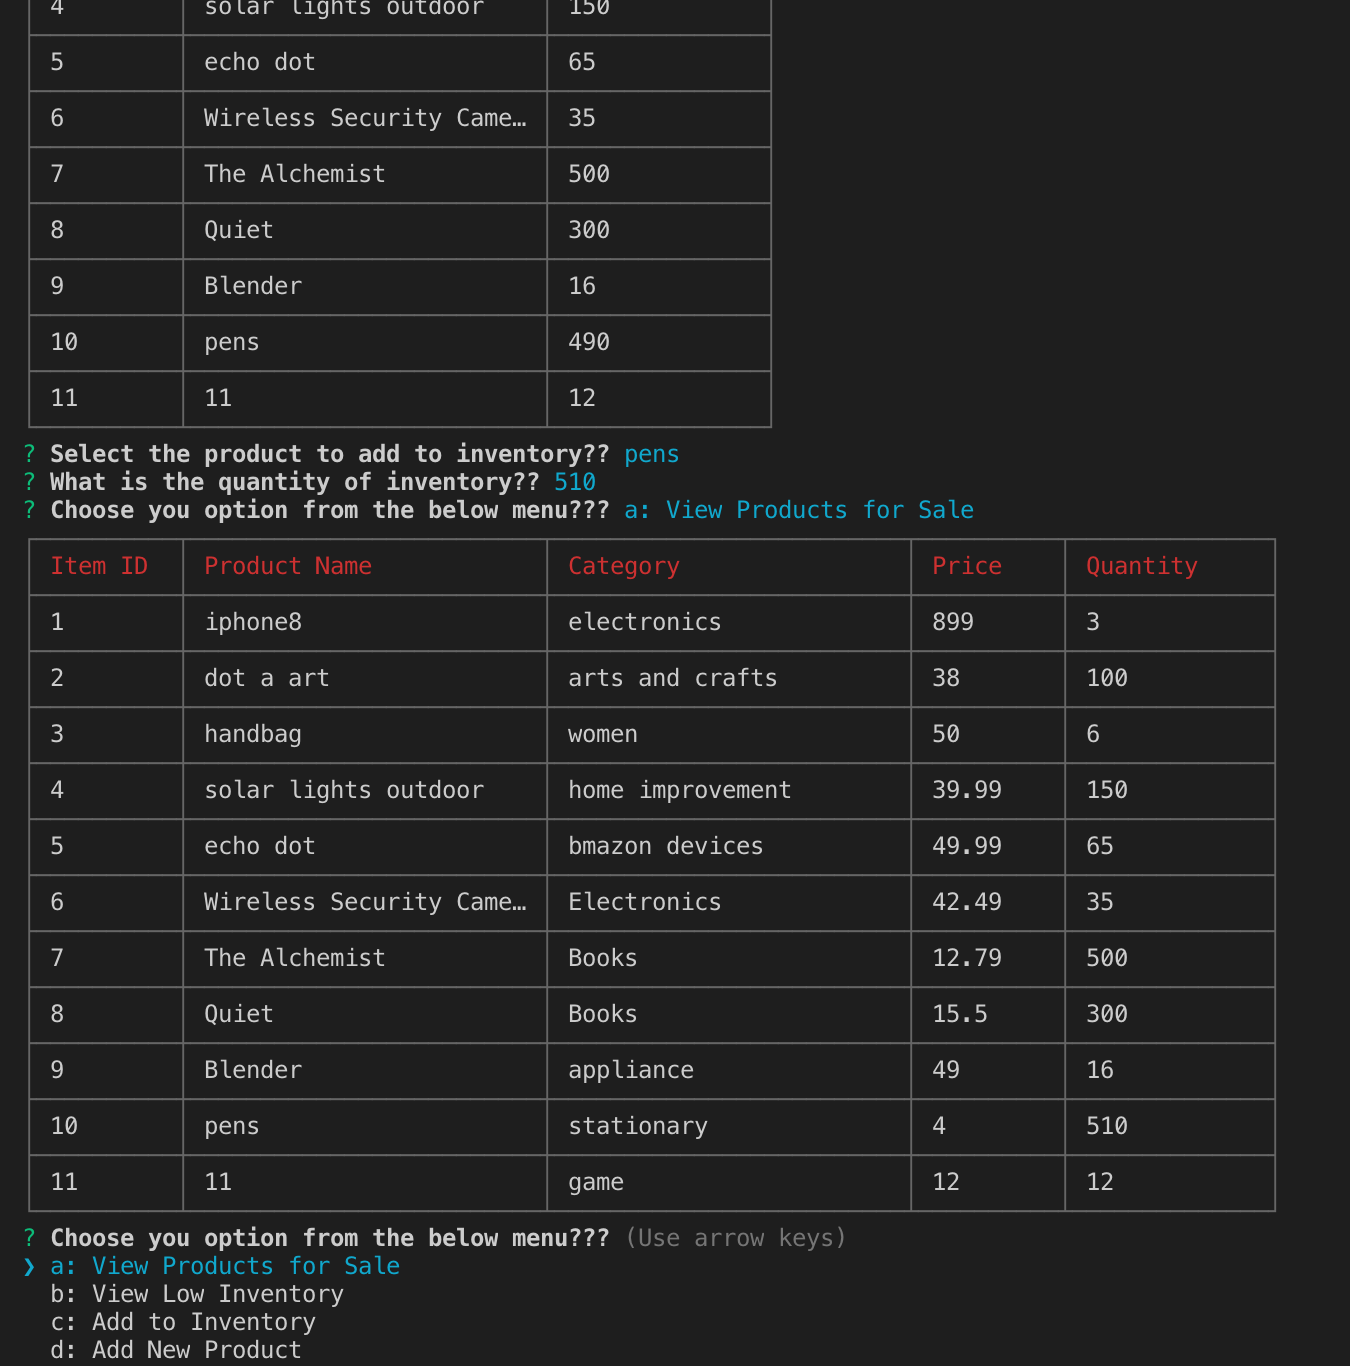 4 solar lights outdoor 150
5 echo dot 65
6 Wireless Security Came… 35
7 The Alchemist 500
8 Quiet 300
9 Blender 16
10 pens 490
11 11 12
? Select the product to add to inventory?? pens
? What is the quantity of inventory?? 510
? Choose you option from the below menu??? a: View Products for Sale
Item ID Product Name Category Price Quantity
1 iphone8 electronics 899 3
2 dot a art arts and crafts 38 100
3 handbag women 50 6
4 solar lights outdoor home improvement 39.99 150
5 echo dot bmazon devices 49.99 65
6 Wireless Security Came… Electronics 42.49 35
7 The Alchemist Books 12.79 500
8 Quiet Books 15.5 300
9 Blender appliance 49 16
10 pens stationary 4 510
11 11 game 12 12
? Choose you option from the below menu??? (Use arrow keys)
❯ a: View Products for Sale
b: View Low Inventory
c: Add to Inventory
d: Add New Product